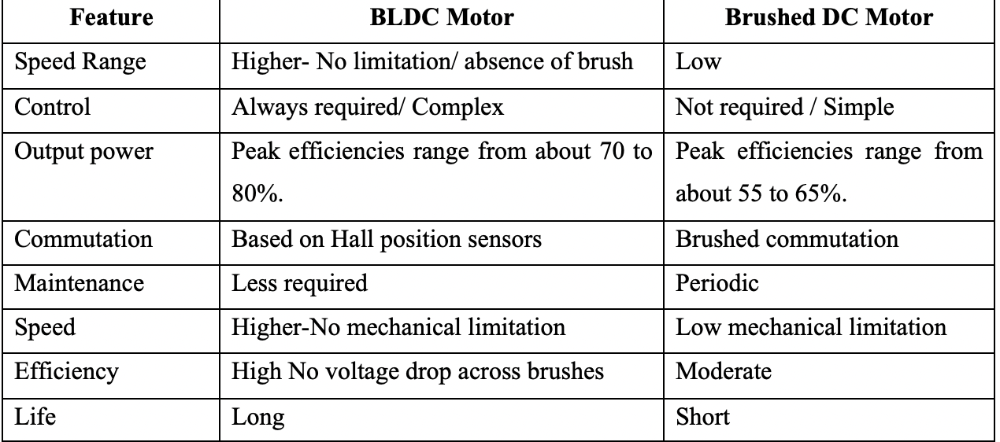 Feature BLDC Motor Brushed DC Motor
Speed Range Higher- No limitation/ absence of brush Low
Control Always required/ Complex Not required / Simple
Output power Peak efficiencies range from about 70 to Peak efficiencies range from
80%. about 55 to 65%.
Commutation Based on Hall position sensors Brushed commutation
Maintenance Less required Periodic
Speed Higher-No mechanical limitation Low mechanical limitation
Efficiency High No voltage drop across brushes Moderate
Life Long Short